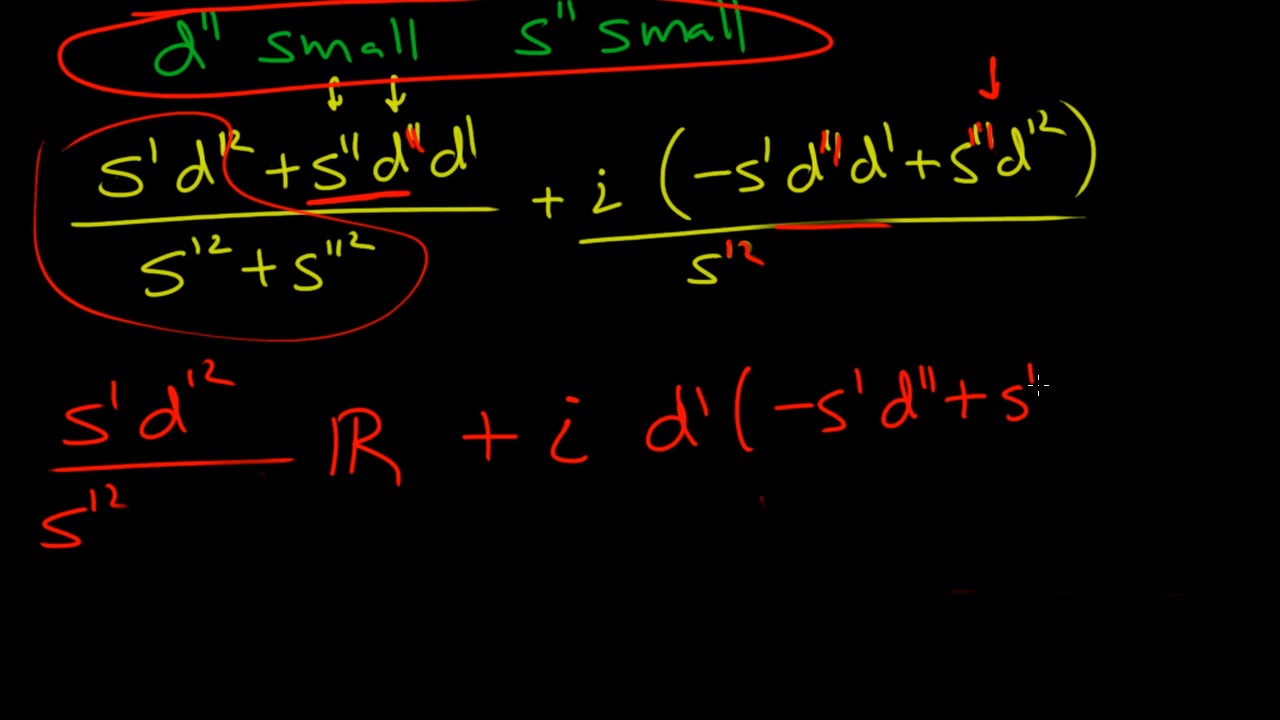 d'' small s'' small
s'd'² + s''d''d' + i (-s'd''d' + s''d'²)
s'² + s''² s'²
s'd'² ℝ + i d'(-s'd'' + s'
s'²